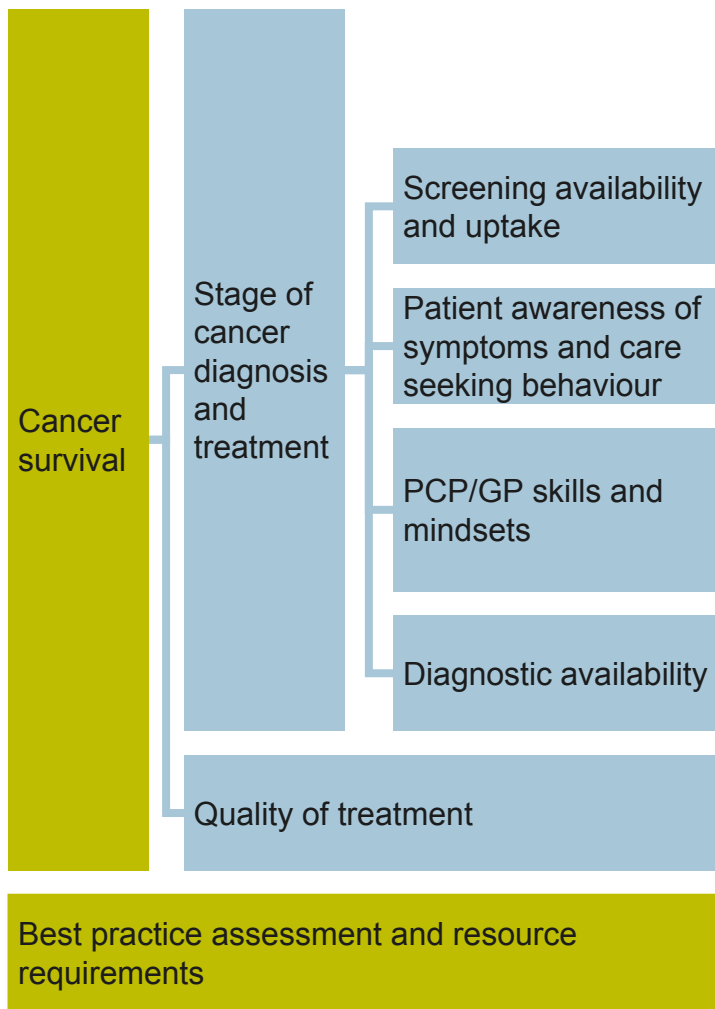 Screening availability
and uptake
Stage of
cancer
diagnosis
and
treatment
Patient awareness of
symptoms and care
seeking behaviour
Cancer
survival
PCP/GP skills and
mindsets
Diagnostic availability
Quality of treatment
Best practice assessment and resource
requirements